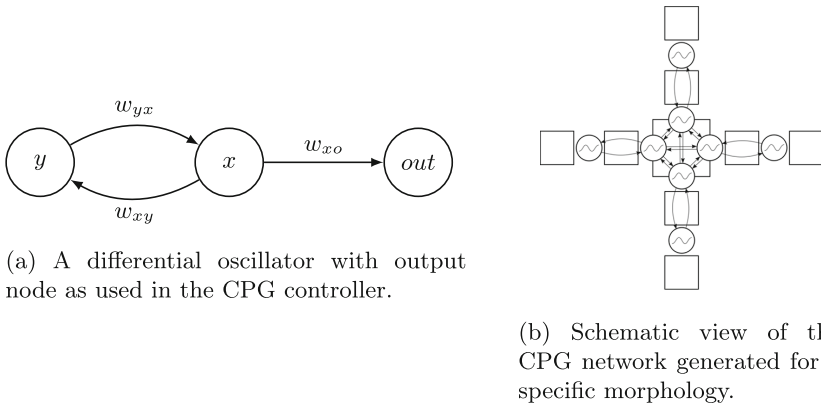 w_yx
y
x
w_xo
out
w_xy
(a) A differential oscillator with output
node as used in the CPG controller.
(b) Schematic view of
CPG network generated for
specific morphology.